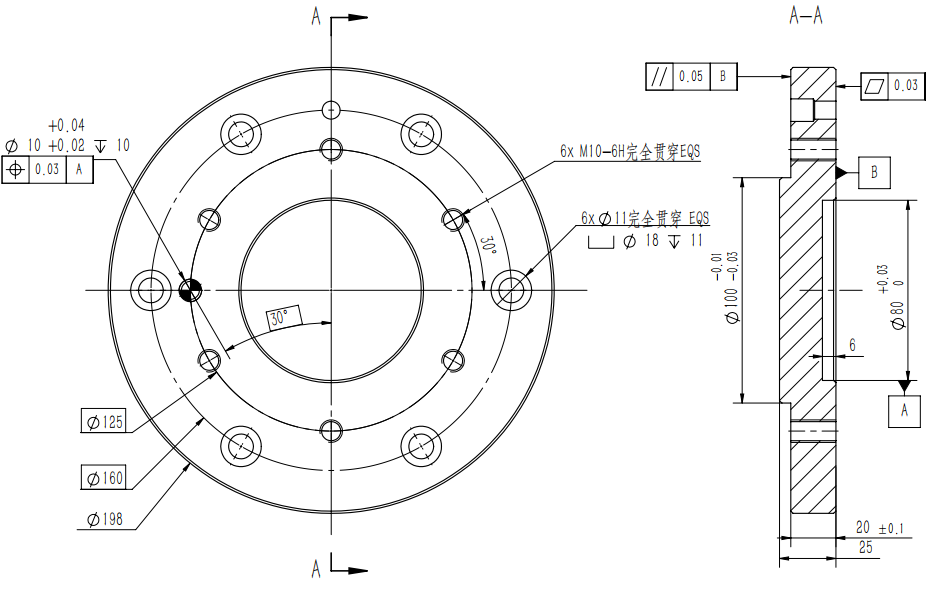 A
A—A
// 0.05 B
⏥ 0.03
+0.04
⌀ 10 +0.02 ↧ 10
⌖ 0.03 A
6x M10-6H完全贯穿EQS
B
6x⌀11完全贯穿 EQS
⌴ ⌀ 18 ↧ 11
30°
-0.01
⌀100 -0.03
+0.03
⌀80 0
30°
6
A
⌀125
⌀160
⌀198
20 ±0.1
25
A